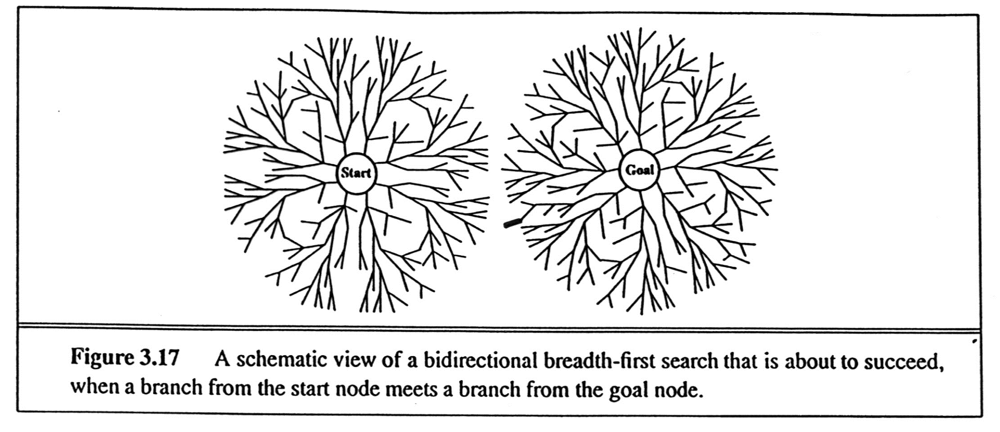 Start
Goal
Figure 3.17 A schematic view of a bidirectional breadth-first search that is about to succeed,
when a branch from the start node meets a branch from the goal node.